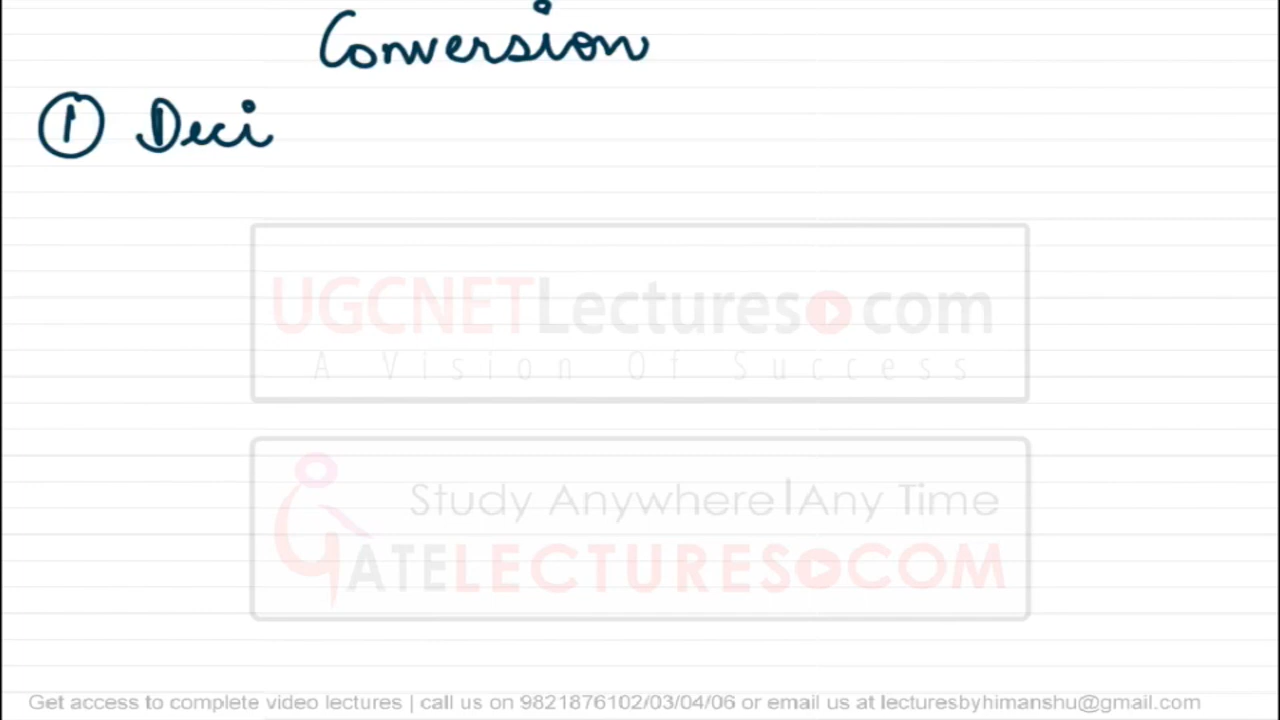 Conversion
① Deci
UGCNETLectures.com
A Vision Of Success
Study Anywhere|Any Time
GATELECTURES.COM
Get access to complete video lectures | call us on 9821876102/03/04/06 or email us at lecturesbyhimanshu@gmail.com